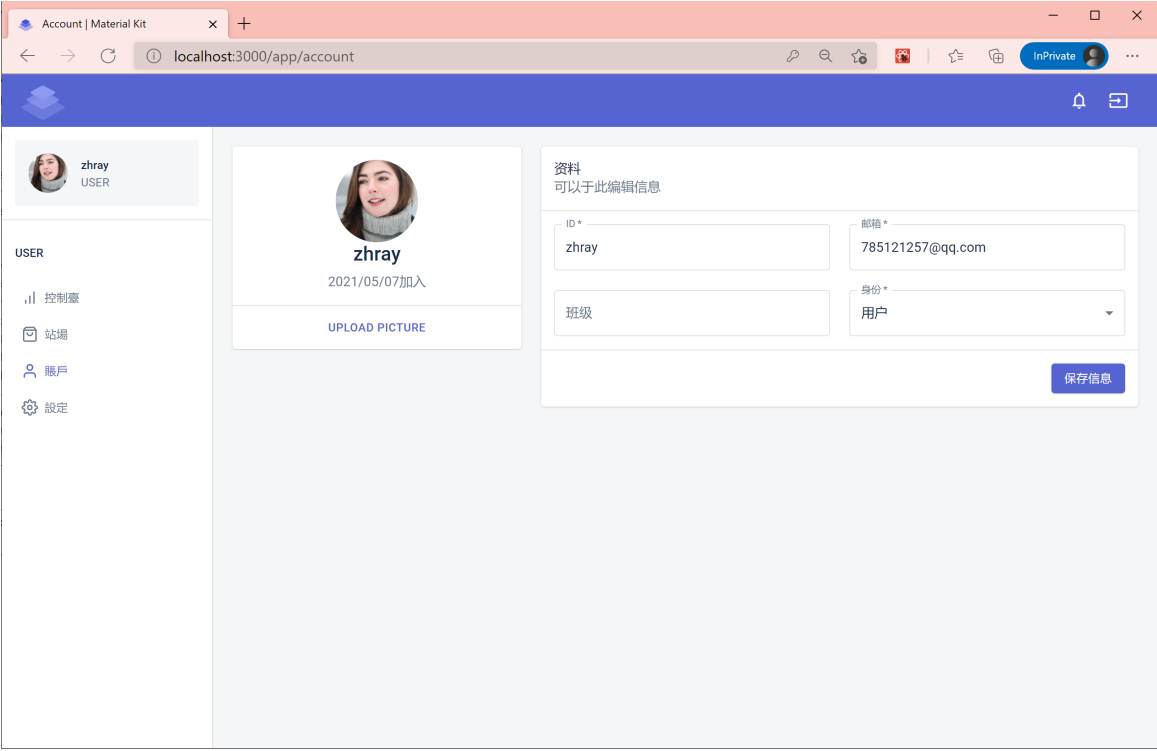 Account | Material Kit
localhost:3000/app/account
InPrivate
zhray
USER
USER
控制臺
站場
賬戶
設定
zhray
2021/05/07加入
UPLOAD PICTURE
资料
可以于此编辑信息
ID *
zhray
邮箱 *
785121257@qq.com
班级
身份 *
用户
保存信息